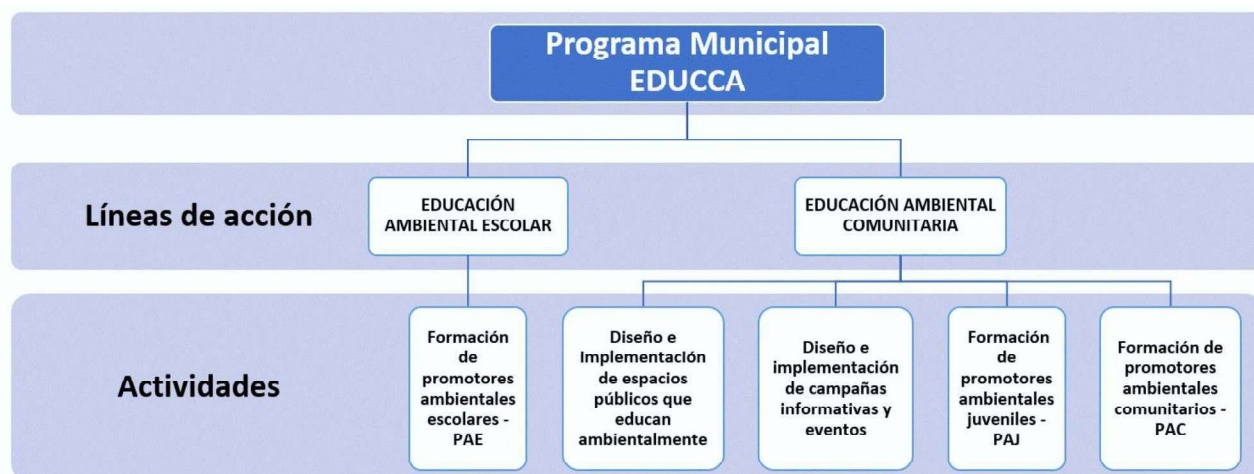 Programa Municipal
EDUCCA
Líneas de acción
EDUCACIÓN
AMBIENTAL ESCOLAR
EDUCACIÓN AMBIENTAL
COMUNITARIA
Actividades
Formación
de
promotores
ambientales
escolares -
PAE
Diseño e
implementación
de espacios
públicos que
educan
ambientalmente
Diseño e
implementación
de campañas
informativas y
eventos
Formación
de
promotores
ambientales
juveniles -
PAJ
Formación de
promotores
ambientales
comunitarios -
PAC